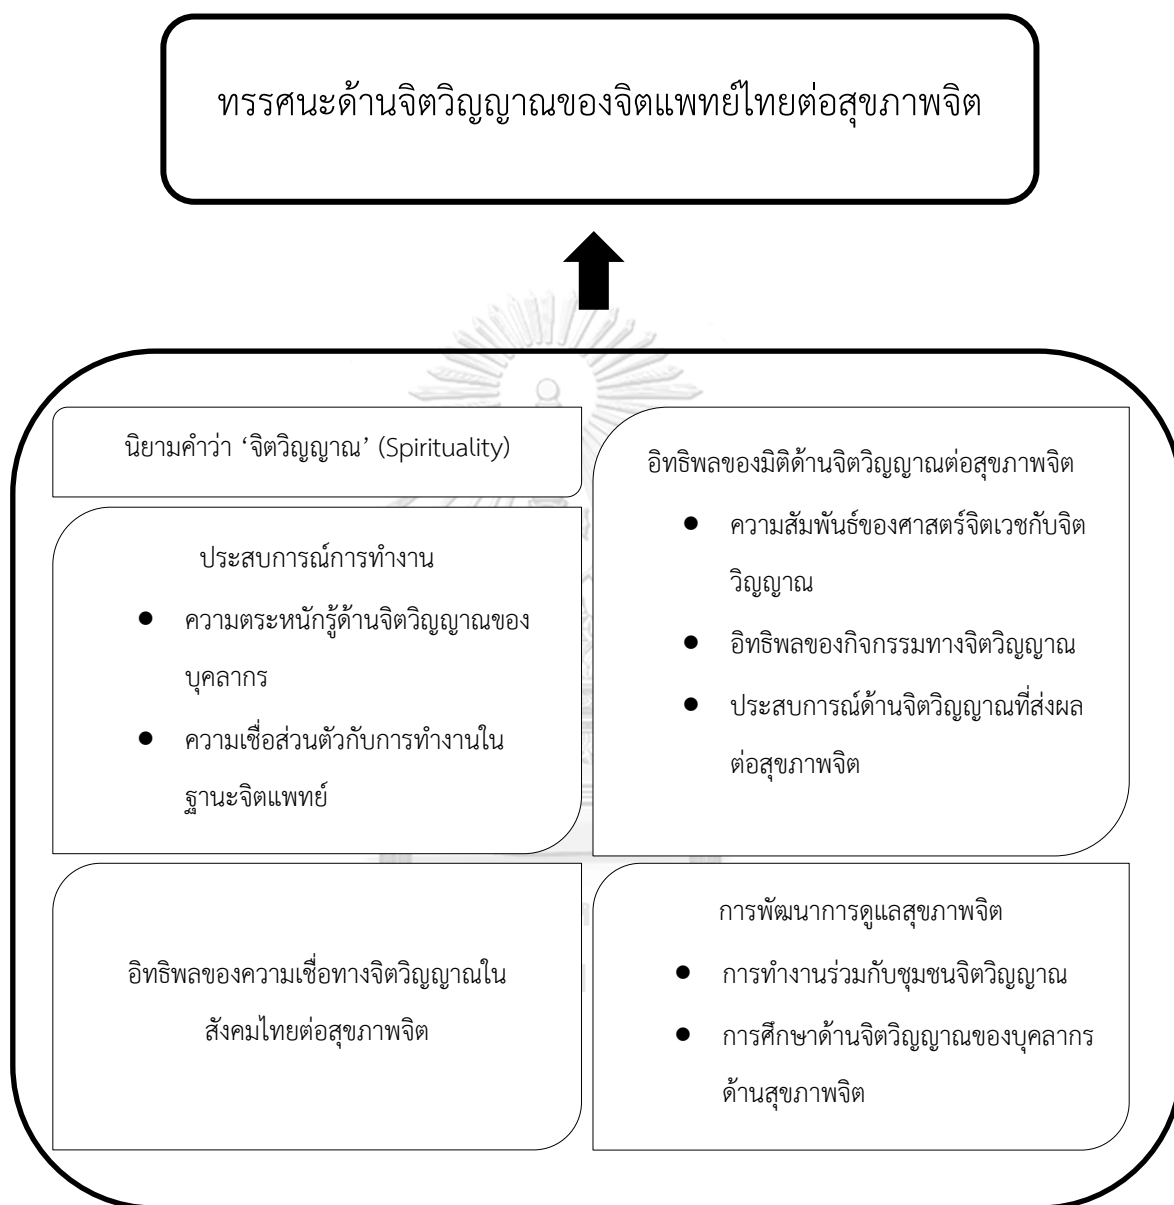 ทรรศนะด้านจิตวิญญาณของจิตแพทย์ไทยต่อสุขภาพจิต
นิยามคำว่า ‘จิตวิญญาณ’ (Spirituality)
ประสบการณ์การทำงาน
● ความตระหนักรู้ด้านจิตวิญญาณของ
บุคลากร
● ความเชื่อส่วนตัวกับการทำงานใน
ฐานะจิตแพทย์
อิทธิพลของมิติด้านจิตวิญญาณต่อสุขภาพจิต
● ความสัมพันธ์ของศาสตร์จิตเวชกับจิต
วิญญาณ
● อิทธิพลของกิจกรรมทางจิตวิญญาณ
● ประสบการณ์ด้านจิตวิญญาณที่ส่งผล
ต่อสุขภาพจิต
อิทธิพลของความเชื่อทางจิตวิญญาณใน
สังคมไทยต่อสุขภาพจิต
การพัฒนาการดูแลสุขภาพจิต
● การทำงานร่วมกับชุมชนจิตวิญญาณ
● การศึกษาด้านจิตวิญญาณของบุคลากร
ด้านสุขภาพจิต